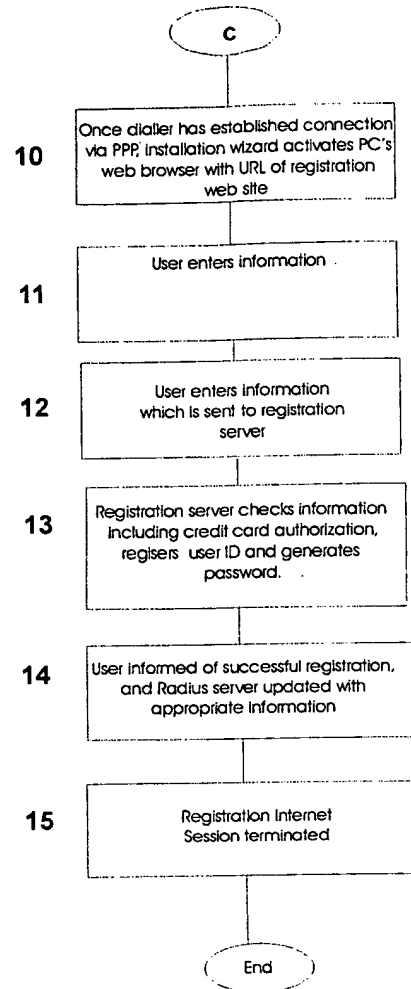 C
10
Once dialler has established connection
via PPP, installation wizard activates PC's
web browser with URL of registration
web site
11
User enters information .
12
User enters information
which is sent to registration
server
13
Registration server checks information
including credit card authorization,
regisers user ID and generates
password.
14
User informed of successful registration,
and Radius server updated with
appropriate information
15
Registration Internet
Session terminated
End